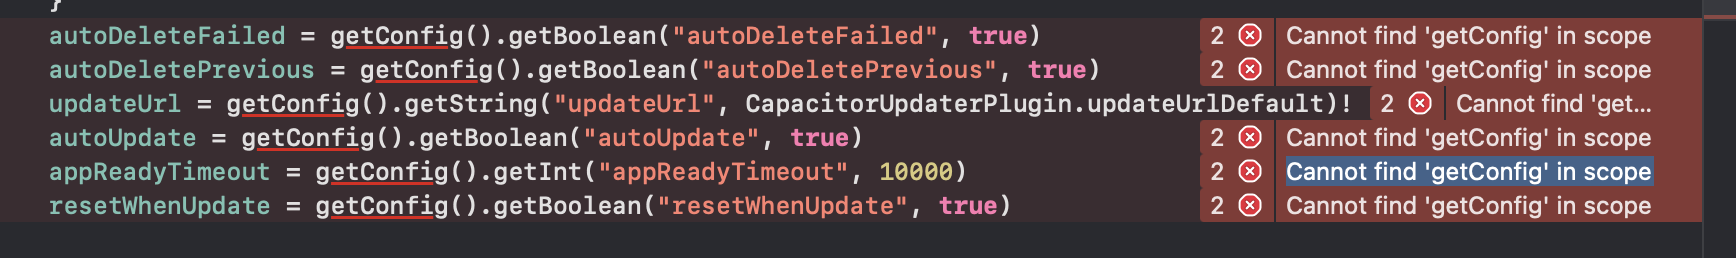 }
autoDeleteFailed = getConfig().getBoolean("autoDeleteFailed", true) 2 Cannot find 'getConfig' in scope
autoDeletePrevious = getConfig().getBoolean("autoDeletePrevious", true) 2 Cannot find 'getConfig' in scope
updateUrl = getConfig().getString("updateUrl", CapacitorUpdaterPlugin.updateUrlDefault)! 2 Cannot find 'get...
autoUpdate = getConfig().getBoolean("autoUpdate", true) 2 Cannot find 'getConfig' in scope
appReadyTimeout = getConfig().getInt("appReadyTimeout", 10000) 2 Cannot find 'getConfig' in scope
resetWhenUpdate = getConfig().getBoolean("resetWhenUpdate", true) 2 Cannot find 'getConfig' in scope